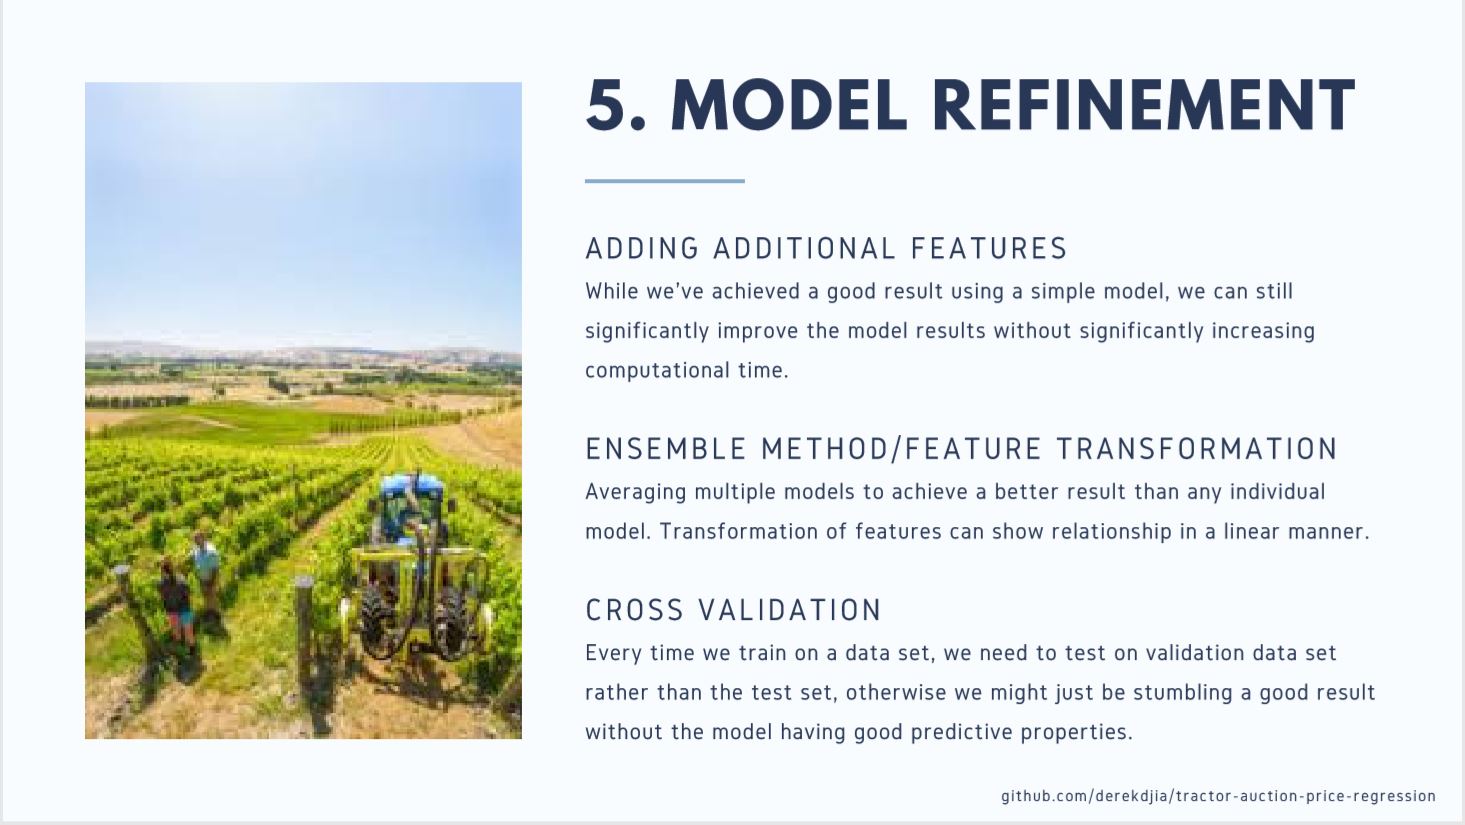 5. MODEL REFINEMENT
ADDING ADDITIONAL FEATURES
While we’ve achieved a good result using a simple model, we can still
significantly improve the model results without significantly increasing
computational time.
ENSEMBLE METHOD/FEATURE TRANSFORMATION
Averaging multiple models to achieve a better result than any individual
model. Transformation of features can show relationship in a linear manner.
CROSS VALIDATION
Every time we train on a data set, we need to test on validation data set
rather than the test set, otherwise we might just be stumbling a good result
without the model having good predictive properties.
github.com/derekdjia/tractor-auction-price-regression